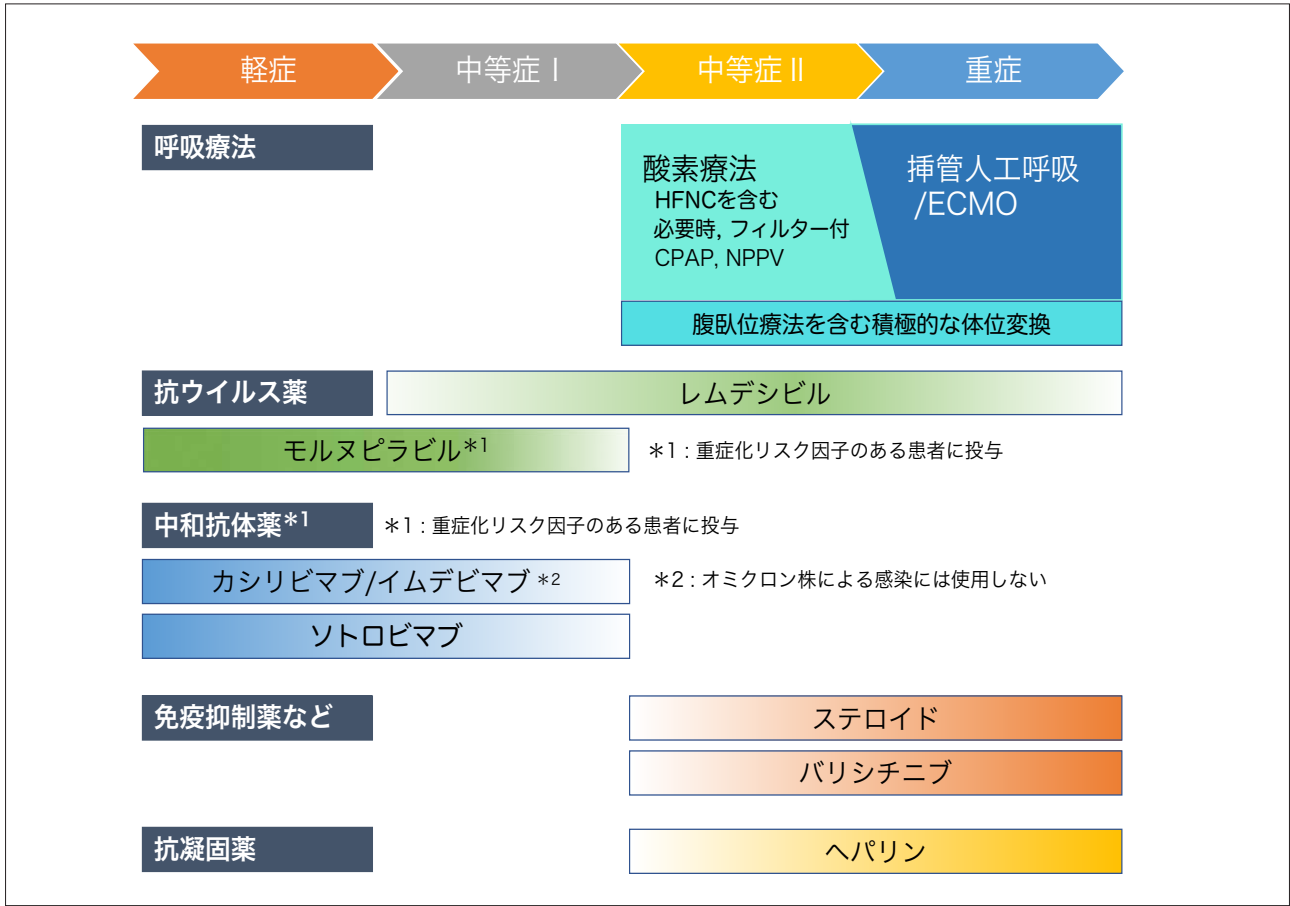 軽症
中等症Ⅰ
中等症Ⅱ
重症
呼吸療法
酸素療法
HFNCを含む
必要時, フィルター付
CPAP, NPPV
挿管人工呼吸
/ECMO
腹臥位療法を含む積極的な体位変換
抗ウイルス薬
レムデシビル
モルヌピラビル*1
*1 : 重症化リスク因子のある患者に投与
中和抗体薬*1
*1 : 重症化リスク因子のある患者に投与
カシリビマブ/イムデビマブ *2
*2 : オミクロン株による感染には使用しない
ソトロビマブ
免疫抑制薬など
ステロイド
バリシチニブ
抗凝固薬
ヘパリン